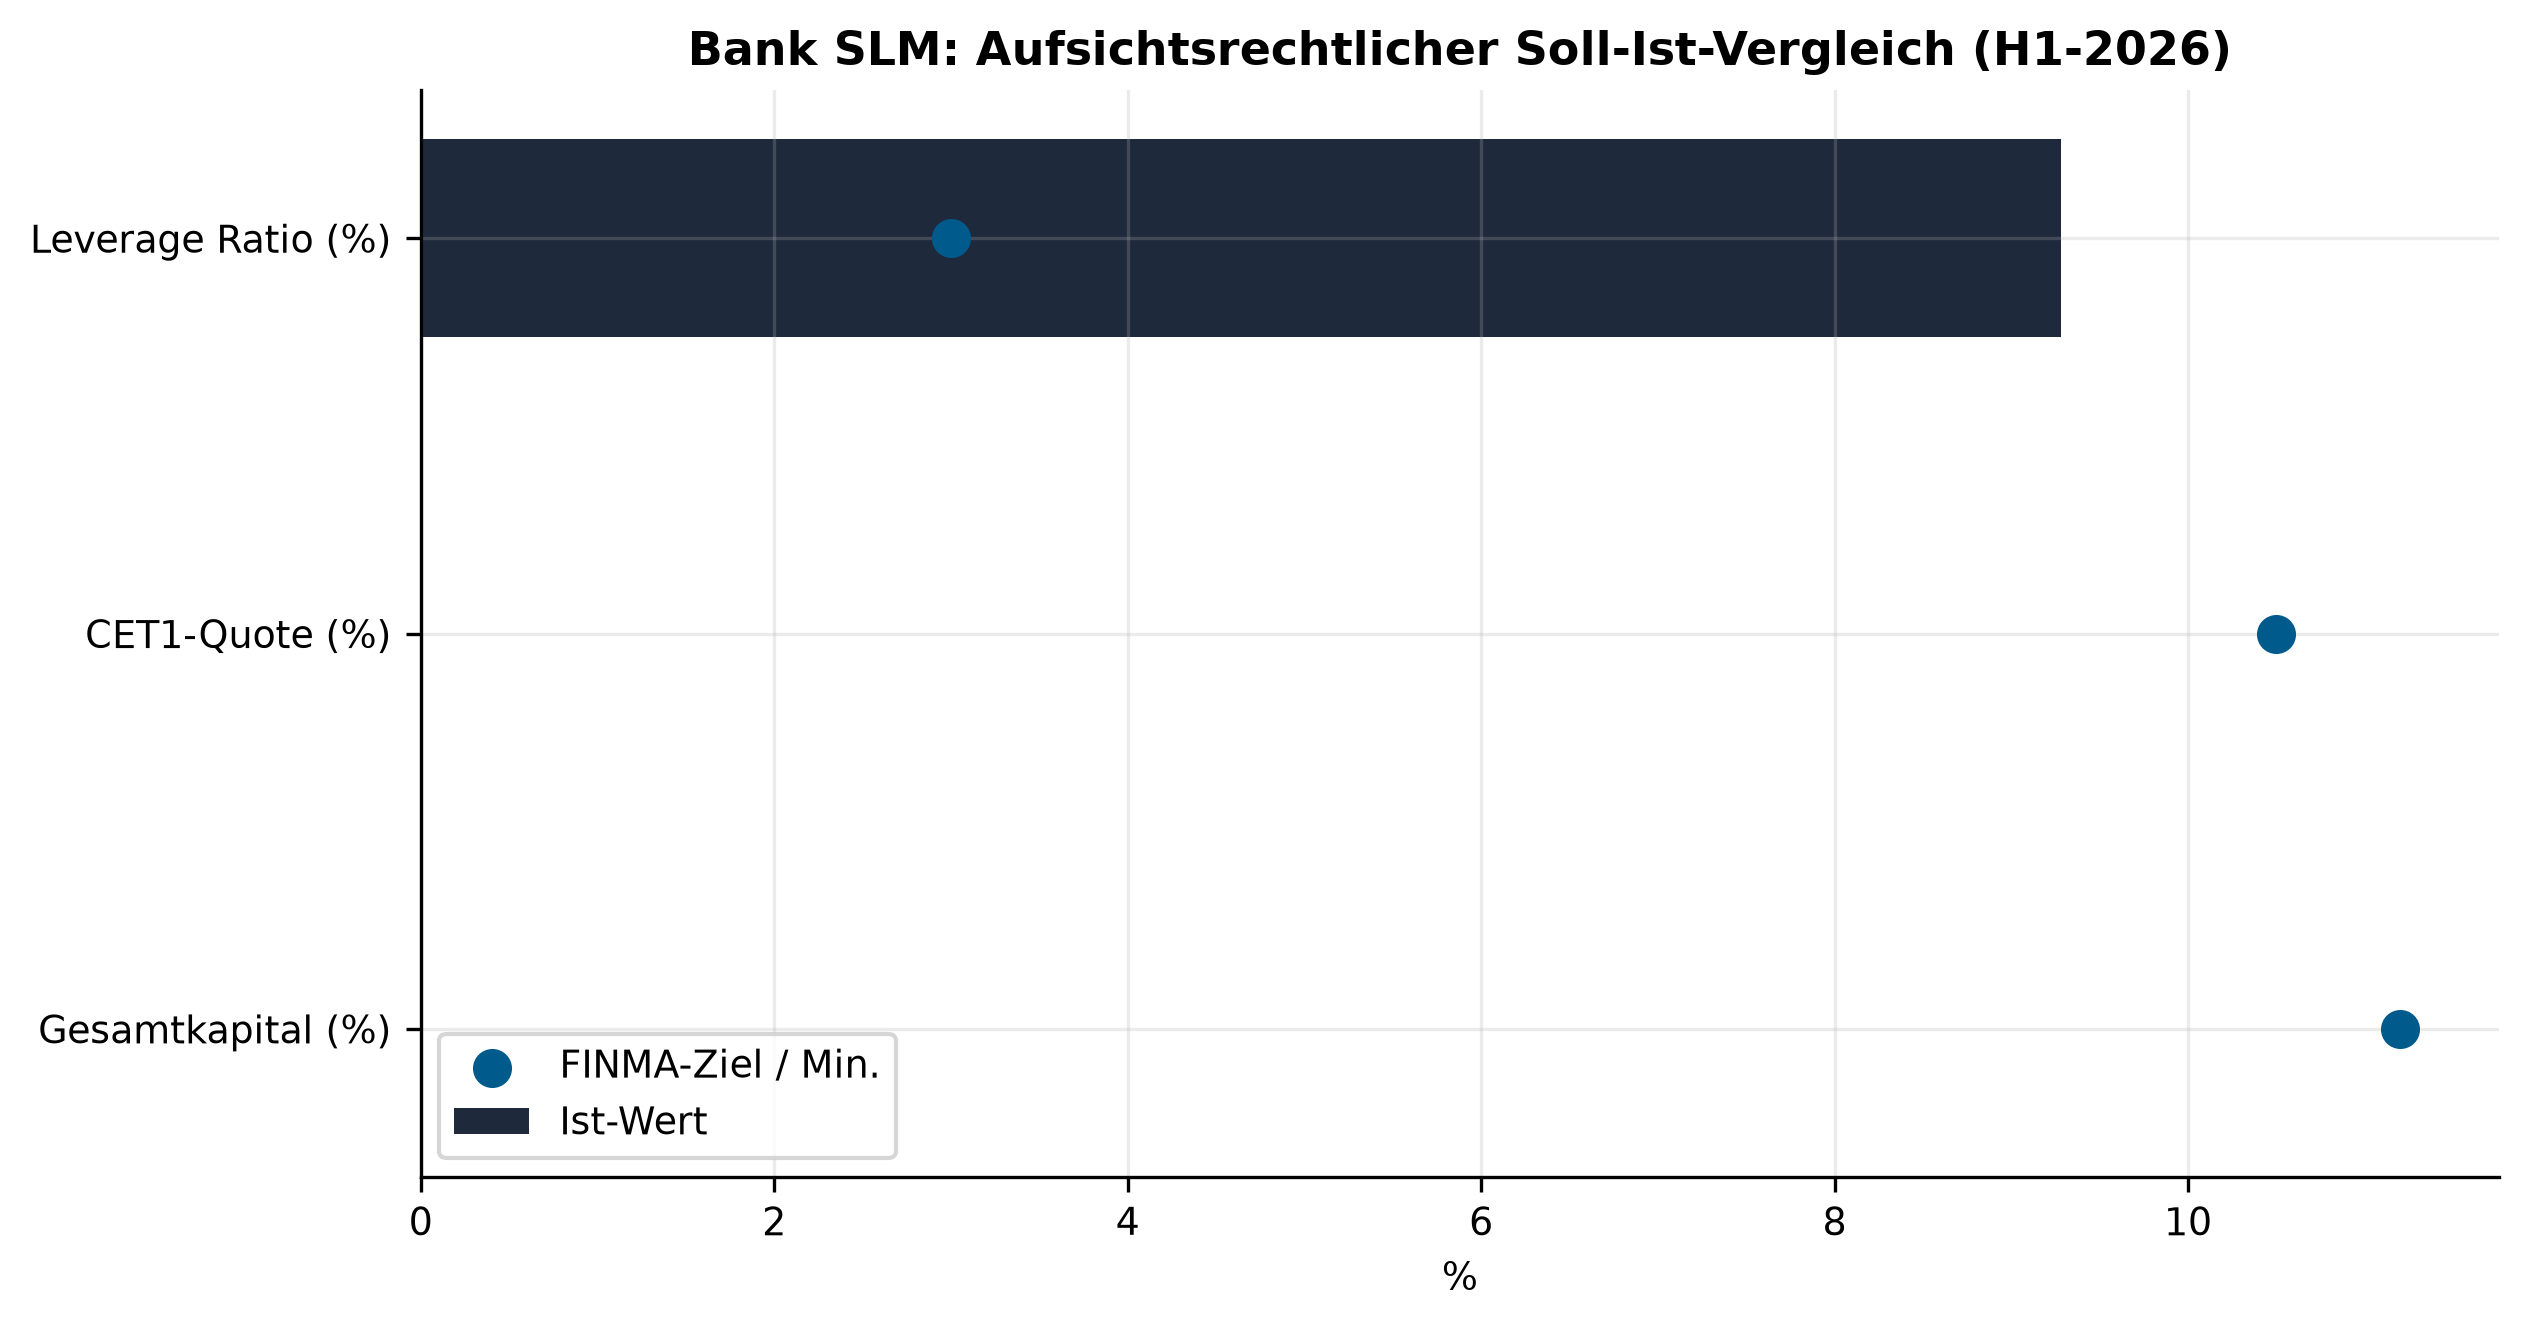 Bank SLM: Aufsichtsrechtlicher Soll-Ist-Vergleich (H1-2026)
Leverage Ratio (%)
CET1-Quote (%)
Gesamtkapital (%)
FINMA-Ziel / Min.
Ist-Wert
0 2 4 6 8 10
%